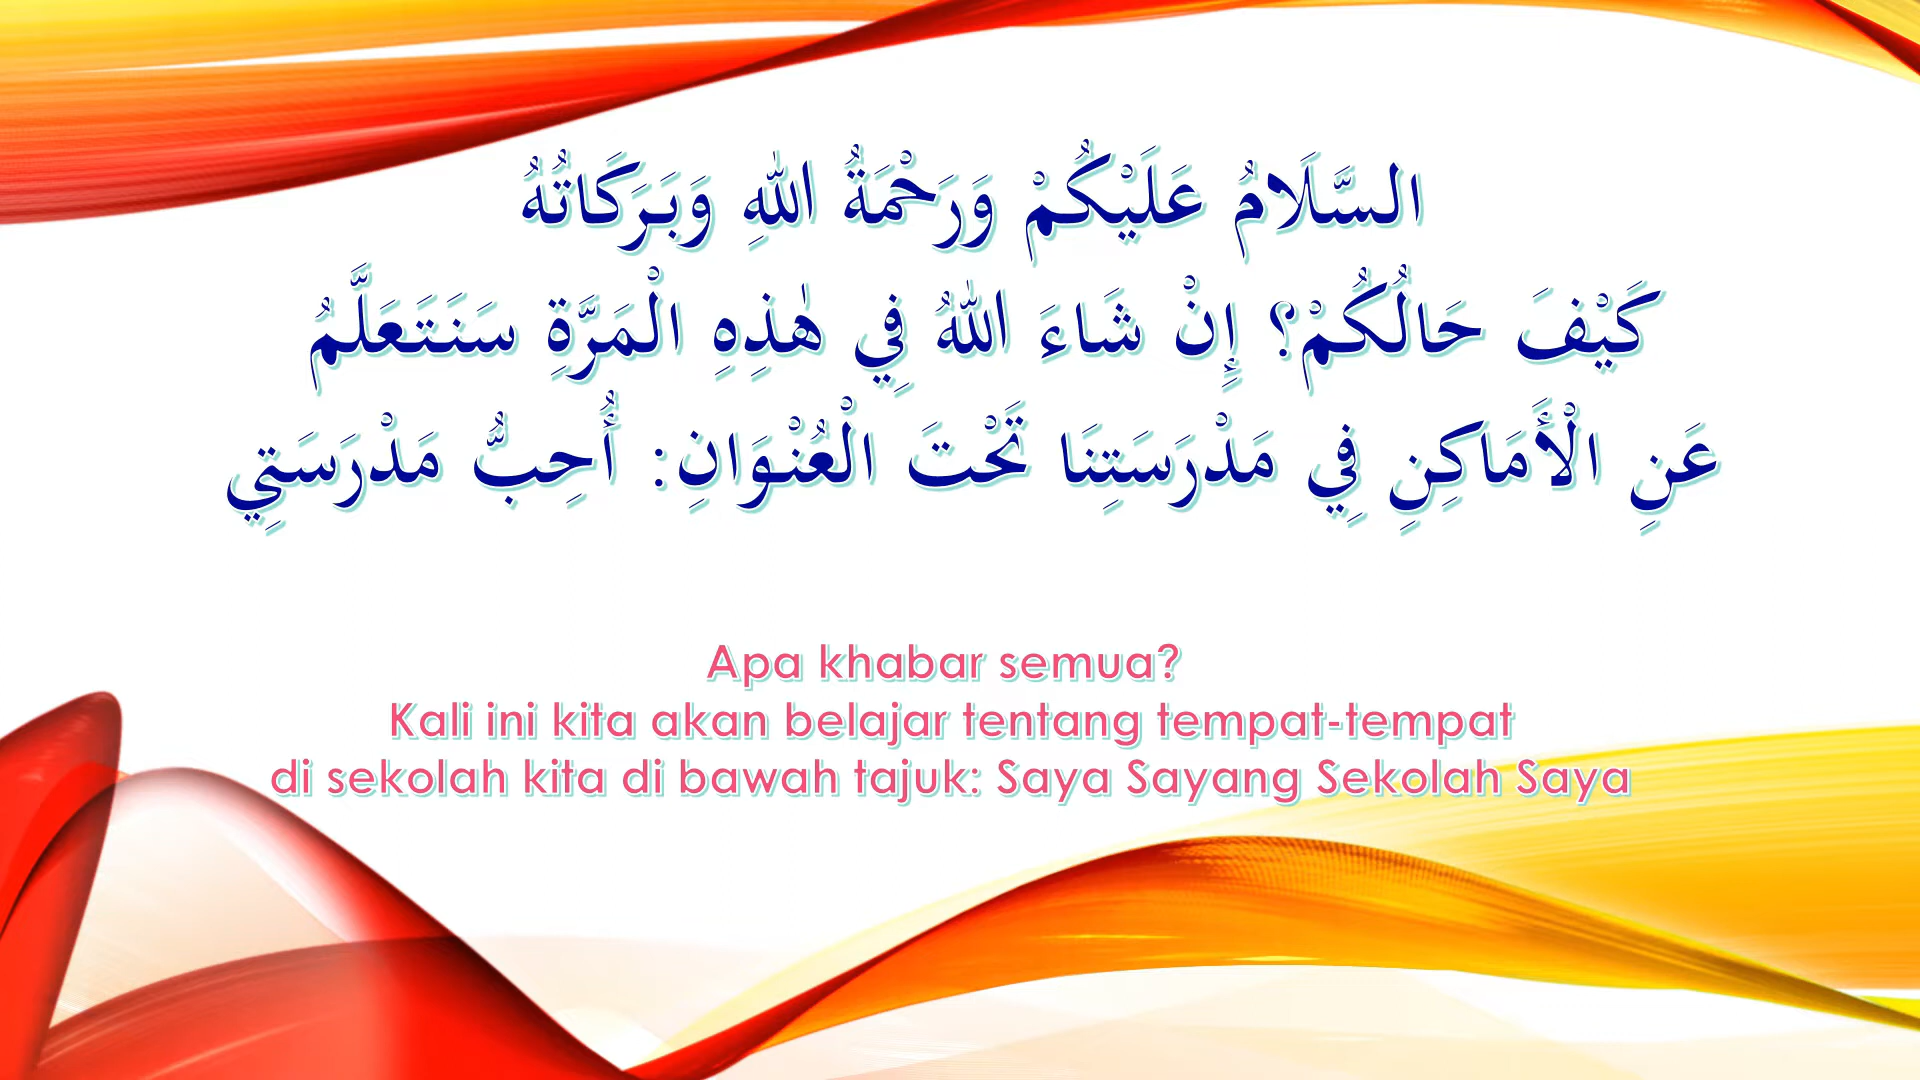 السَّلَامُ عَلَيْكُمْ وَرَحْمَةُ اللهِ وَبَرَكَاتُهُ
كَيْفَ حَالُكُمْ؟ إِنْ شَاءَ اللهُ فِي هٰذِهِ الْمَرَّةِ سَنَتَعَلَّمُ
عَنِ الْأَمَاكِنِ فِي مَدْرَسَتِنَا تَحْتَ الْعُنْوَانِ: أُحِبُّ مَدْرَسَتِي
Apa khabar semua?
Kali ini kita akan belajar tentang tempat-tempat
di sekolah kita di bawah tajuk: Saya Sayang Sekolah Saya